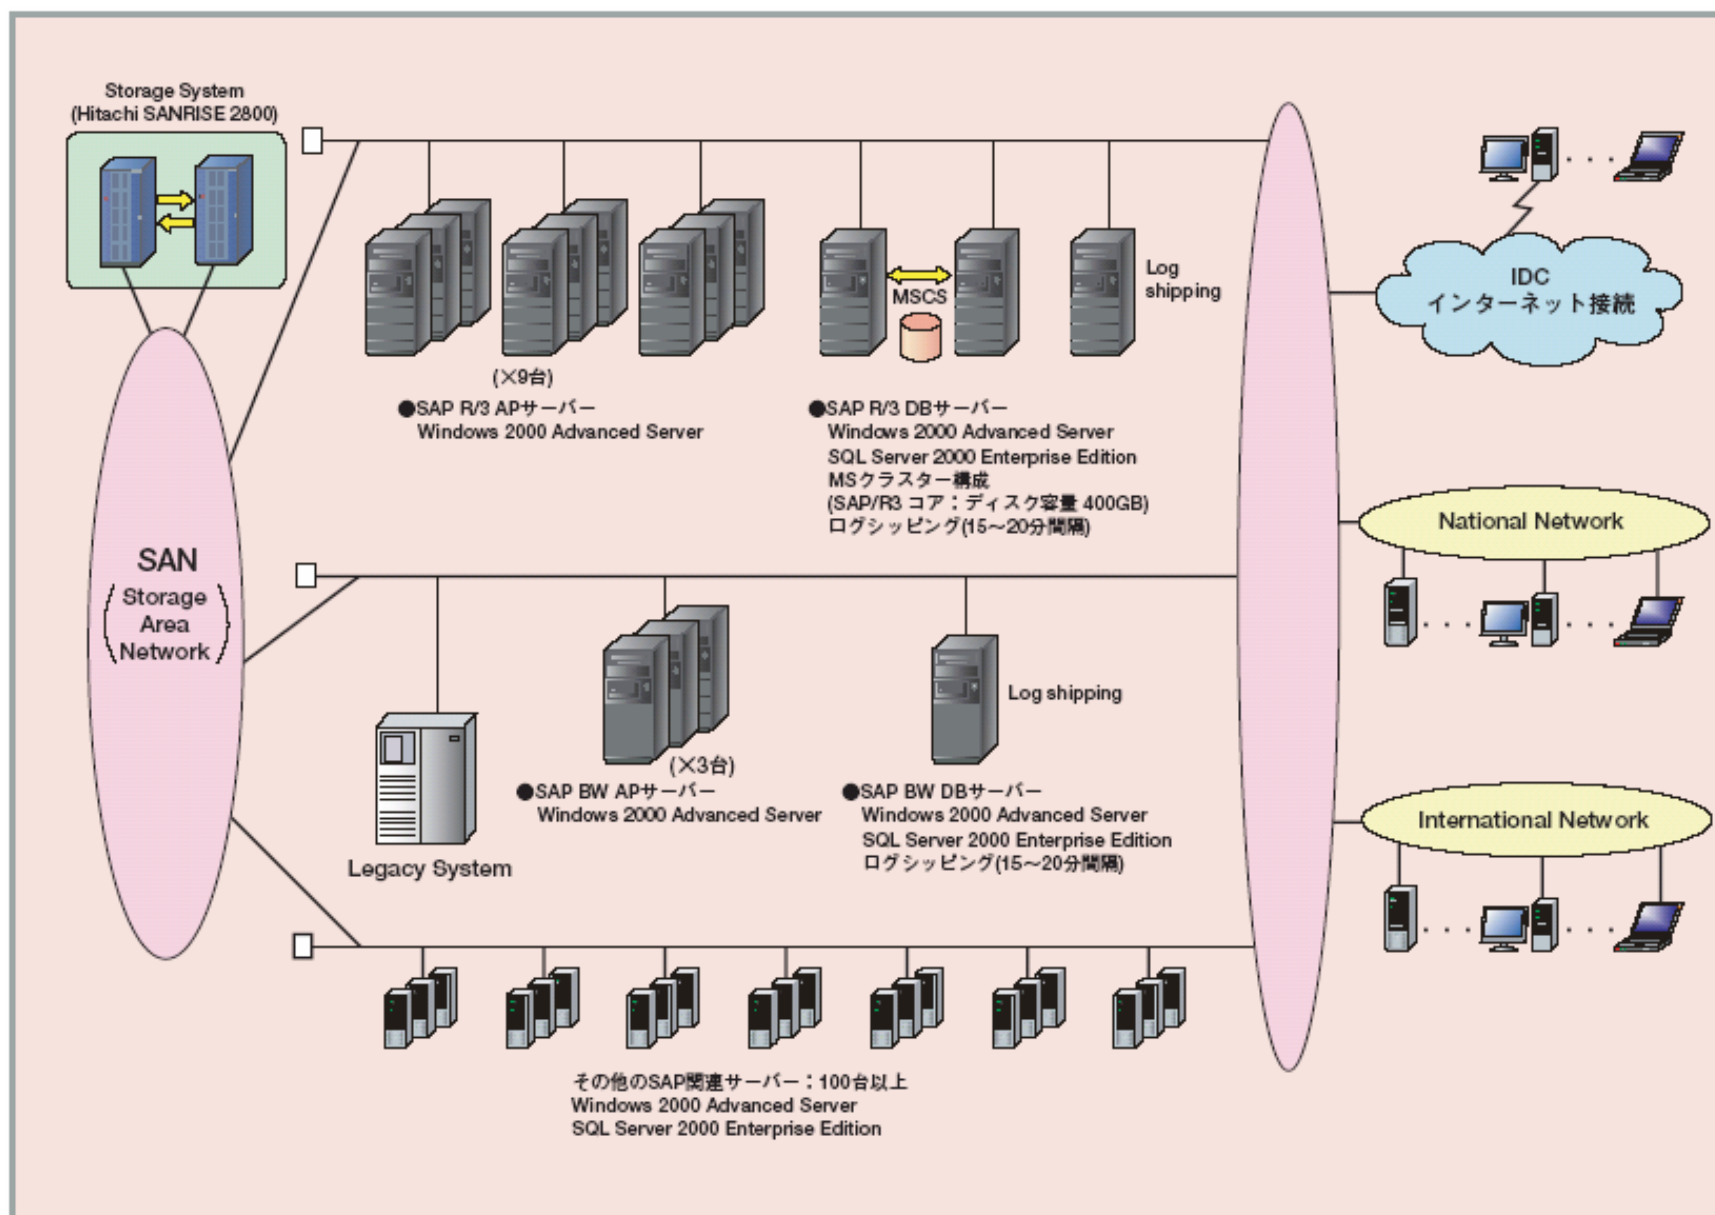 Storage System
(Hitachi SANRISE 2800)
MSCS
Log
shipping
(×9台)
●SAP R/3 APサーバー
Windows 2000 Advanced Server
●SAP R/3 DBサーバー
Windows 2000 Advanced Server
SQL Server 2000 Enterprise Edition
MSクラスター構成
(SAP/R3 コア：ディスク容量 400GB)
ログシッピング(15～20分間隔)
IDC
インターネット接続
SAN
(Storage
Area
Network)
National Network
Log shipping
(×3台)
●SAP BW APサーバー
Windows 2000 Advanced Server
●SAP BW DBサーバー
Windows 2000 Advanced Server
SQL Server 2000 Enterprise Edition
ログシッピング(15～20分間隔)
Legacy System
International Network
その他のSAP関連サーバー：100台以上
Windows 2000 Advanced Server
SQL Server 2000 Enterprise Edition